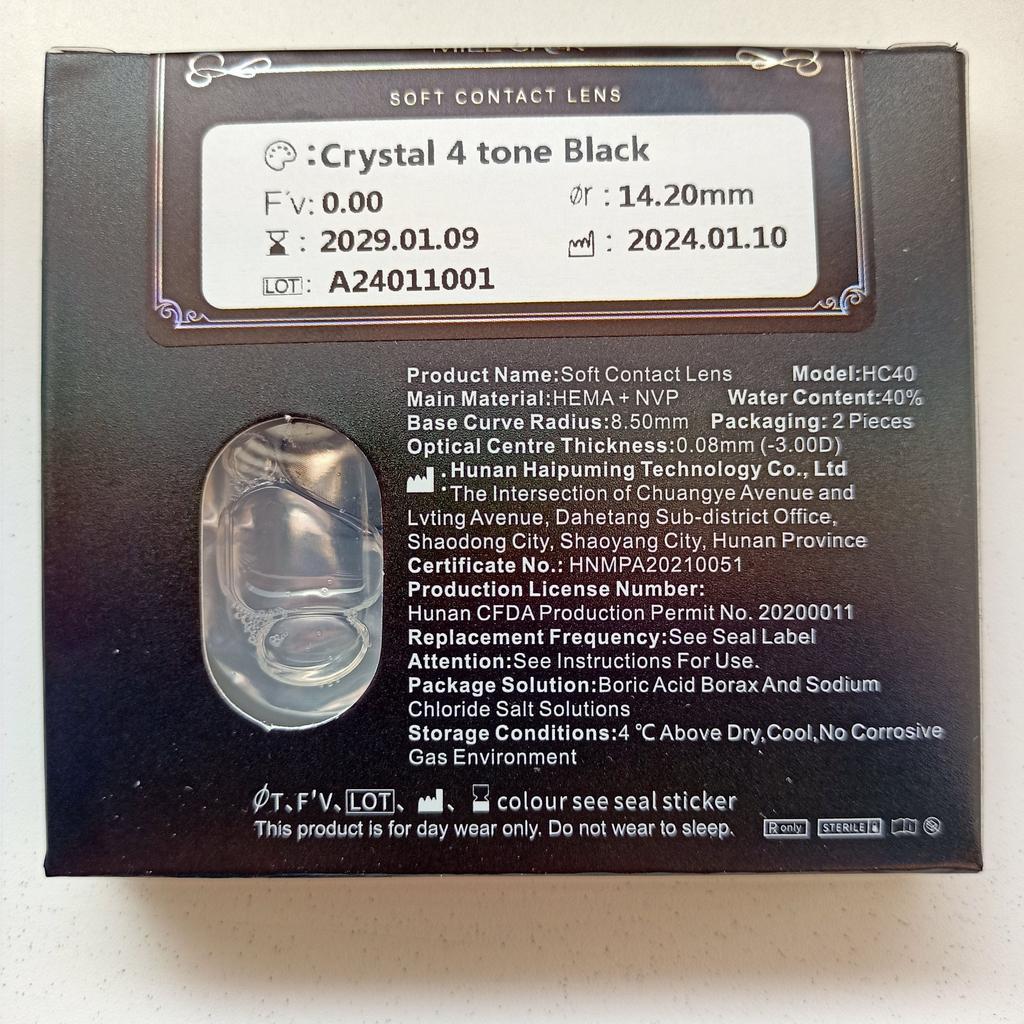 SOFT CONTACT LENS
:Crystal 4 tone Black
F'v: 0.00 Ør : 14.20mm
: 2029.01.09 : 2024.01.10
LOT: A24011001
Product Name:Soft Contact Lens Model:HC40
Main Material:HEMA + NVP Water Content:40%
Base Curve Radius:8.50mm Packaging: 2 Pieces
Optical Centre Thickness:0.08mm (-3.00D)
: Hunan Haipuming Technology Co., Ltd
The Intersection of Chuangye Avenue and
Lvting Avenue, Dahetang Sub-district Office,
Shaodong City, Shaoyang City, Hunan Province
Certificate No.: HNMPA20210051
Production License Number:
Hunan CFDA Production Permit No. 20200011
Replacement Frequency:See Seal Label
Attention:See Instructions For Use.
Package Solution:Boric Acid Borax And Sodium
Chloride Salt Solutions
Storage Conditions:4 ℃ Above Dry,Cool,No Corrosive
Gas Environment
ØT、F'V、LOT、 、 colour see seal sticker
This product is for day wear only. Do not wear to sleep. R only STERILE